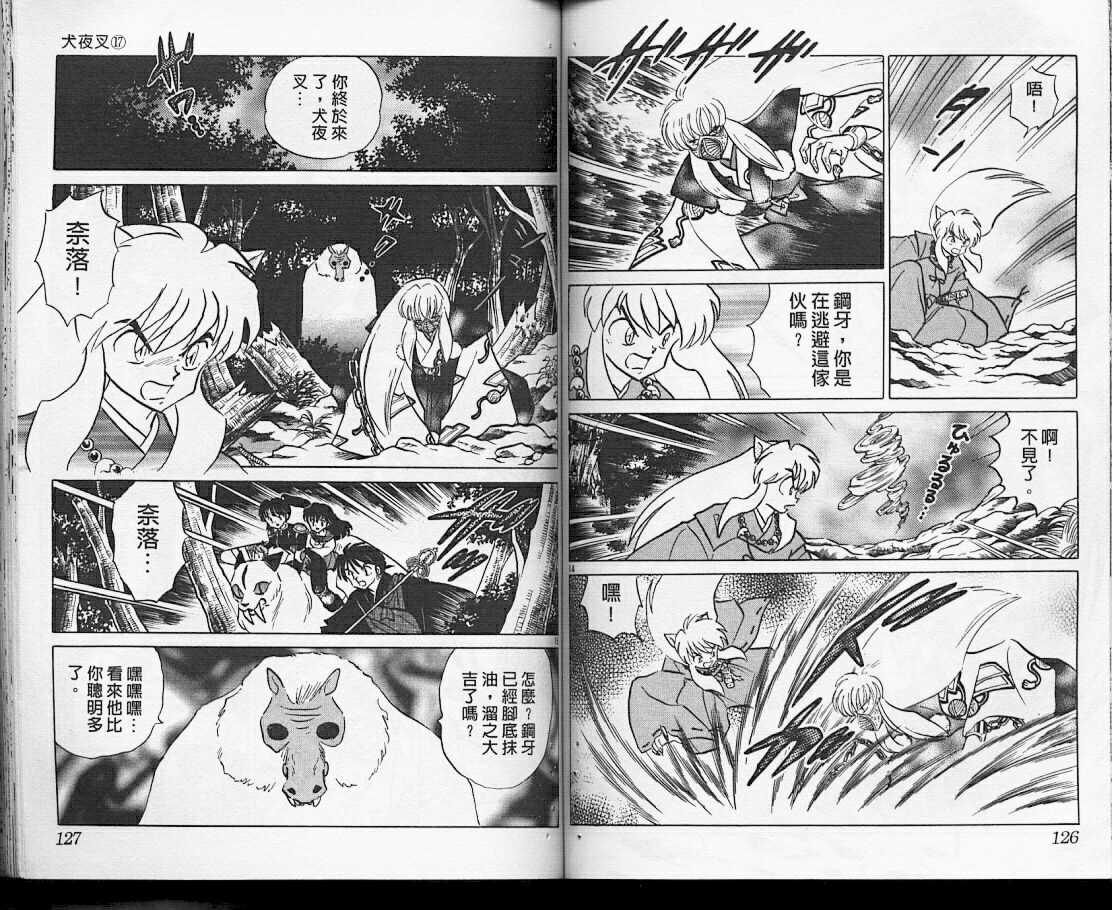 唔！
鋼牙，你是
在逃避這傢
伙嗎？
啊！
不見了。
ひゅるるる…
嘿！
126
犬夜叉⑰
你終於來
了，犬夜
叉…
ザッ
奈落！
奈落…
怎麼？鋼牙
已經腳底抹
油，溜之大
吉了嗎？
嘿嘿嘿…
看來他比
你聰明多
了。
127